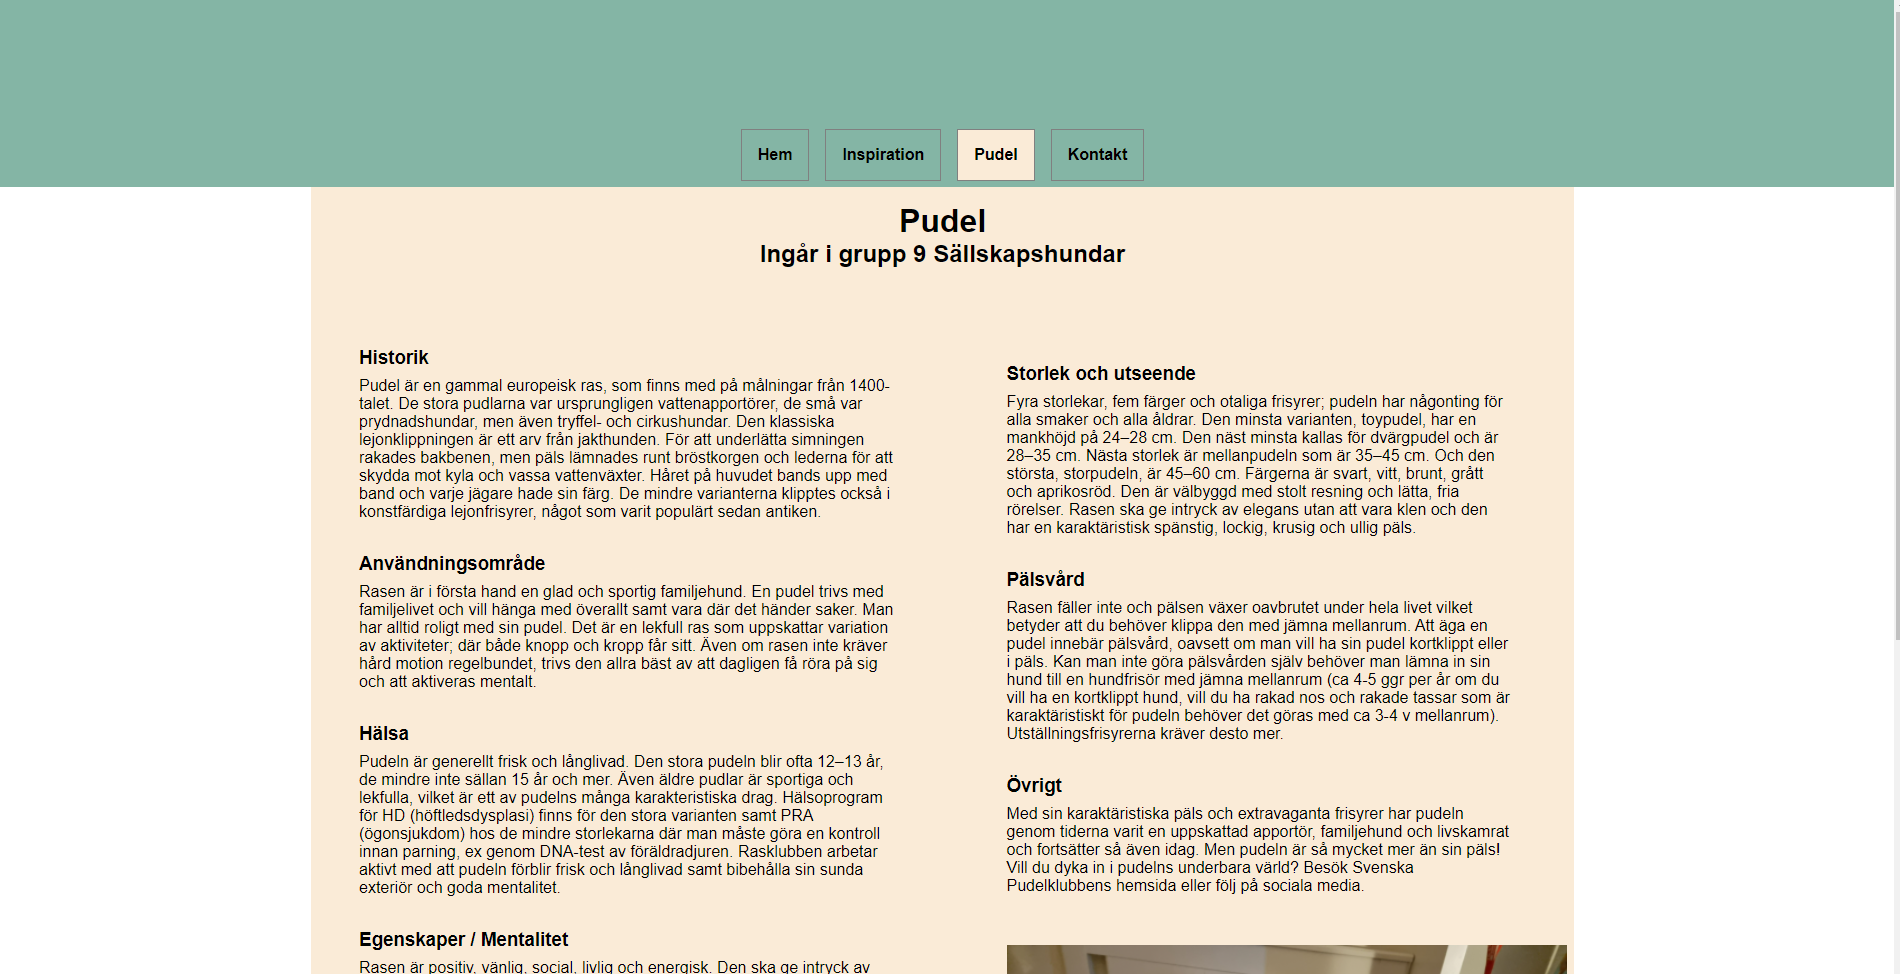 Hem
Inspiration
Pudel
Kontakt
Pudel
Ingår i grupp 9 Sällskapshundar
Historik
Pudel är en gammal europeisk ras, som finns med på målningar från 1400-
talet. De stora pudlarna var ursprungligen vattenapportörer, de små var
prydnadshundar, men även tryffel- och cirkushundar. Den klassiska
lejonklippningen är ett arv från jakthunden. För att underlätta simningen
rakades bakbenen, men päls lämnades runt bröstkorgen och lederna för att
skydda mot kyla och vassa vattenväxter. Håret på huvudet bands upp med
band och varje jägare hade sin färg. De mindre varianterna klipptes också i
konstfärdiga lejonfrisyrer, något som varit populärt sedan antiken.
Användningsområde
Rasen är i första hand en glad och sportig familjehund. En pudel trivs med
familjelivet och vill hänga med överallt samt vara där det händer saker. Man
har alltid roligt med sin pudel. Det är en lekfull ras som uppskattar variation
av aktiviteter; där både knopp och kropp får sitt. Även om rasen inte kräver
hård motion regelbundet, trivs den allra bäst av att dagligen få röra på sig
och att aktiveras mentalt.
Hälsa
Pudeln är generellt frisk och långlivad. Den stora pudeln blir ofta 12–13 år,
de mindre inte sällan 15 år och mer. Även äldre pudlar är sportiga och
lekfulla, vilket är ett av pudelns många karakteristiska drag. Hälsoprogram
för HD (höftledsdysplasi) finns för den stora varianten samt PRA
(ögonsjukdom) hos de mindre storlekarna där man måste göra en kontroll
innan parning, ex genom DNA-test av föräldradjuren. Rasklubben arbetar
aktivt med att pudeln förblir frisk och långlivad samt bibehålla sin sunda
exteriör och goda mentalitet.
Egenskaper / Mentalitet
Rasen är positiv, vänlig, social, livlig och energisk. Den ska ge intryck av
Storlek och utseende
Fyra storlekar, fem färger och otaliga frisyrer; pudeln har någonting för
alla smaker och alla åldrar. Den minsta varianten, toypudel, har en
mankhöjd på 24–28 cm. Den näst minsta kallas för dvärgpudel och är
28–35 cm. Nästa storlek är mellanpudeln som är 35–45 cm. Och den
största, storpudeln, är 45–60 cm. Färgerna är svart, vitt, brunt, grått
och aprikosröd. Den är välbyggd med stolt resning och lätta, fria
rörelser. Rasen ska ge intryck av elegans utan att vara klen och den
har en karaktäristisk spänstig, lockig, krusig och ullig päls.
Pälsvård
Rasen fäller inte och pälsen växer oavbrutet under hela livet vilket
betyder att du behöver klippa den med jämna mellanrum. Att äga en
pudel innebär pälsvård, oavsett om man vill ha sin pudel kortklippt eller
i päls. Kan man inte göra pälsvården själv behöver man lämna in sin
hund till en hundfrisör med jämna mellanrum (ca 4-5 ggr per år om du
vill ha en kortklippt hund, vill du ha rakad nos och rakade tassar som är
karaktäristiskt för pudeln behöver det göras med ca 3-4 v mellanrum).
Utställningsfrisyrerna kräver desto mer.
Övrigt
Med sin karaktäristiska päls och extravaganta frisyrer har pudeln
genom tiderna varit en uppskattad apportör, familjehund och livskamrat
och fortsätter så även idag. Men pudeln är så mycket mer än sin päls!
Vill du dyka in i pudelns underbara värld? Besök Svenska
Pudelklubbens hemsida eller följ på sociala media.